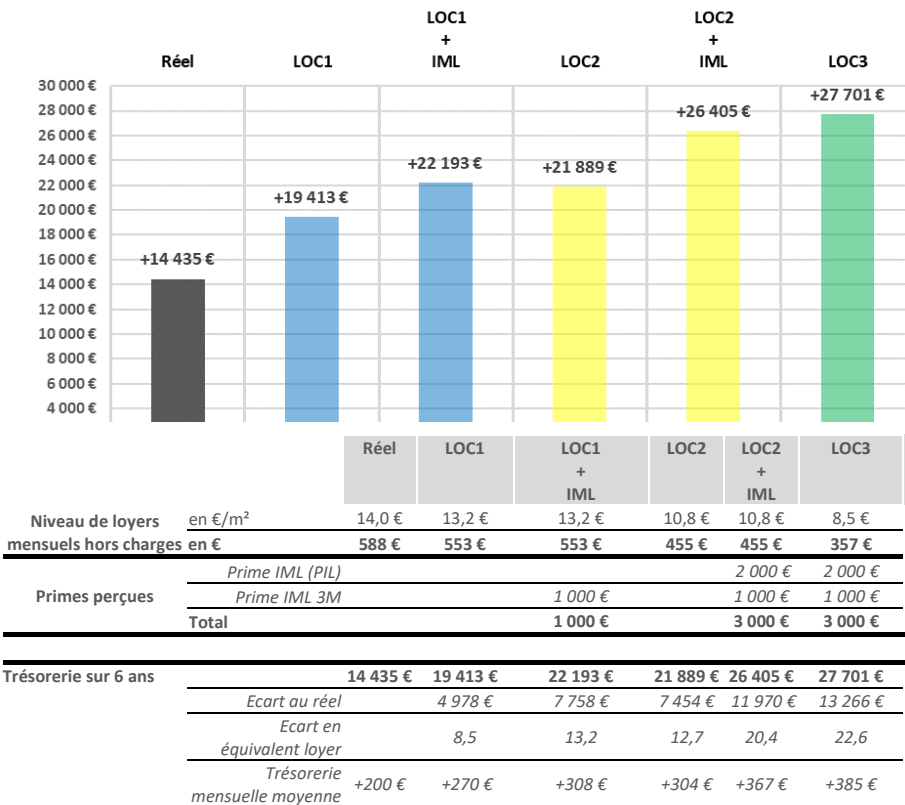 LOC1 LOC2
+ +
Réel LOC1 IML LOC2 IML LOC3
30 000 €
+27 701 €
28 000 €
+26 405 €
26 000 €
24 000 €
+22 193 € +21 889 €
22 000 €
+19 413 €
20 000 €
18 000 €
16 000 €
+14 435 €
14 000 €
12 000 €
10 000 €
8 000 €
6 000 €
4 000 €
Réel LOC1 LOC1 LOC2 LOC2 LOC3
+ +
IML IML
Niveau de loyers en €/m² 14,0 € 13,2 € 13,2 € 10,8 € 10,8 € 8,5 €
mensuels hors charges en € 588 € 553 € 553 € 455 € 455 € 357 €
Prime IML (PIL) 2 000 € 2 000 €
Primes perçues Prime IML 3M 1 000 € 1 000 € 1 000 €
Total 1 000 € 3 000 € 3 000 €
Trésorerie sur 6 ans 14 435 € 19 413 € 22 193 € 21 889 € 26 405 € 27 701 €
Ecart au réel 4 978 € 7 758 € 7 454 € 11 970 € 13 266 €
Ecart en
équivalent loyer 8,5 13,2 12,7 20,4 22,6
Trésorerie
mensuelle moyenne +200 € +270 € +308 € +304 € +367 € +385 €